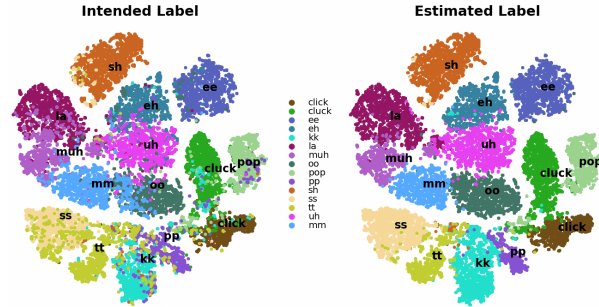 Intended Label
sh
ee
eh
la
uh
muh
cluck
pop
mm
oo
ss
click
pp
tt
kk
click
cluck
ee
eh
kk
la
muh
oo
pop
pp
sh
ss
tt
uh
mm
Estimated Label
sh
ee
eh
la
uh
muh
pop
cluck
mm
oo
ss
click
pp
tt
kk